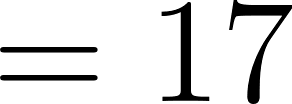 = 17